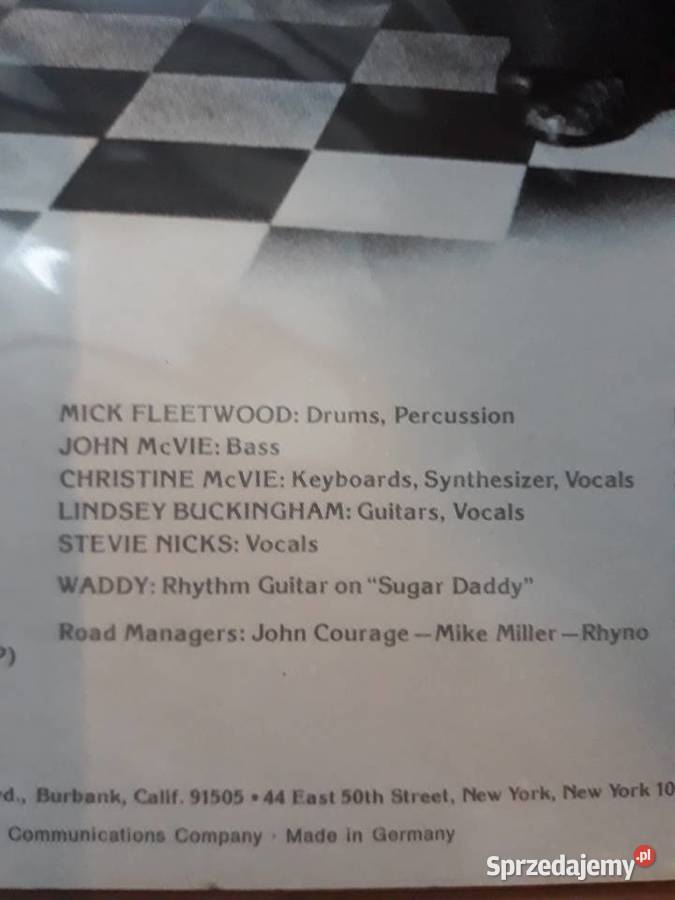 MICK FLEETWOOD: Drums, Percussion
JOHN McVIE: Bass
CHRISTINE McVIE: Keyboards, Synthesizer, Vocals
LINDSEY BUCKINGHAM: Guitars, Vocals
STEVIE NICKS: Vocals
WADDY: Rhythm Guitar on "Sugar Daddy"
Road Managers: John Courage — Mike Miller — Rhyno
Burbank, Calif. 91505 • 44 East 50th Street, New York, New York 10
Communications Company · Made in Germany
Sprzedajemy.pl